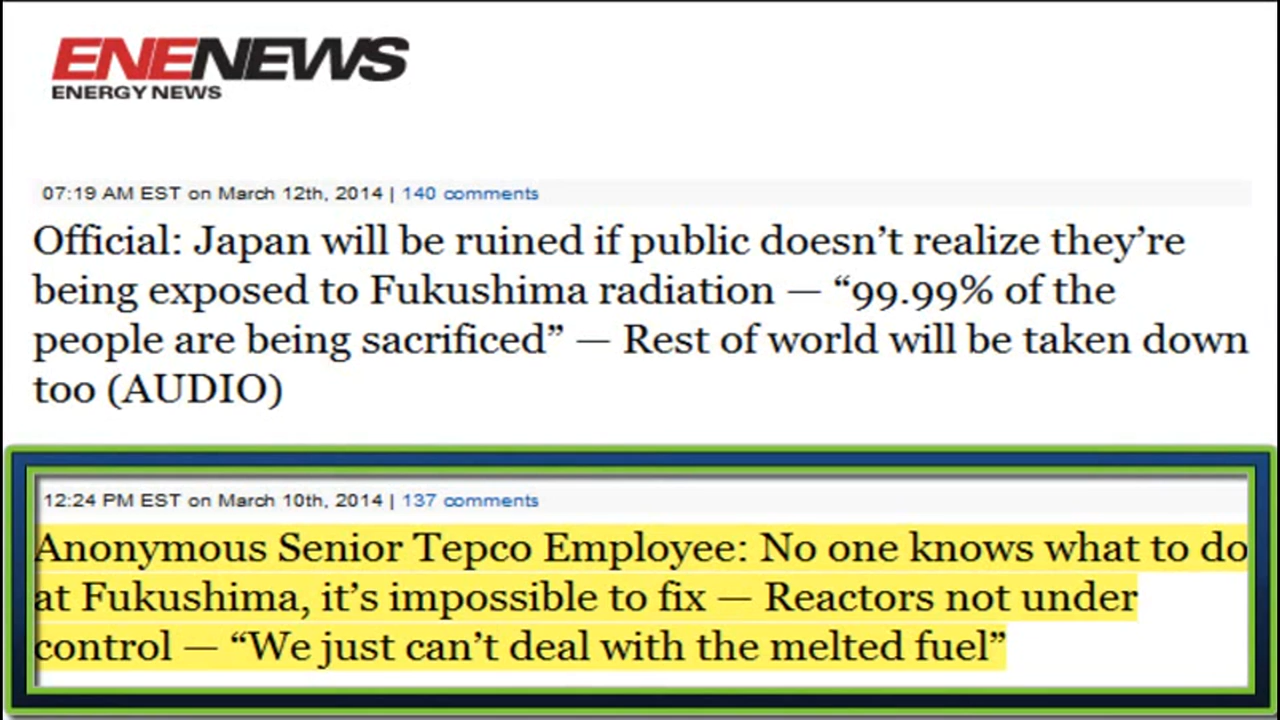 ENENEWS
ENERGY NEWS
07:19 AM EST on March 12th, 2014 | 140 comments
Official: Japan will be ruined if public doesn’t realize they’re
being exposed to Fukushima radiation — “99.99% of the
people are being sacrificed” — Rest of world will be taken down
too (AUDIO)
12:24 PM EST on March 10th, 2014 | 137 comments
Anonymous Senior Tepco Employee: No one knows what to do
at Fukushima, it’s impossible to fix — Reactors not under
control — “We just can’t deal with the melted fuel”